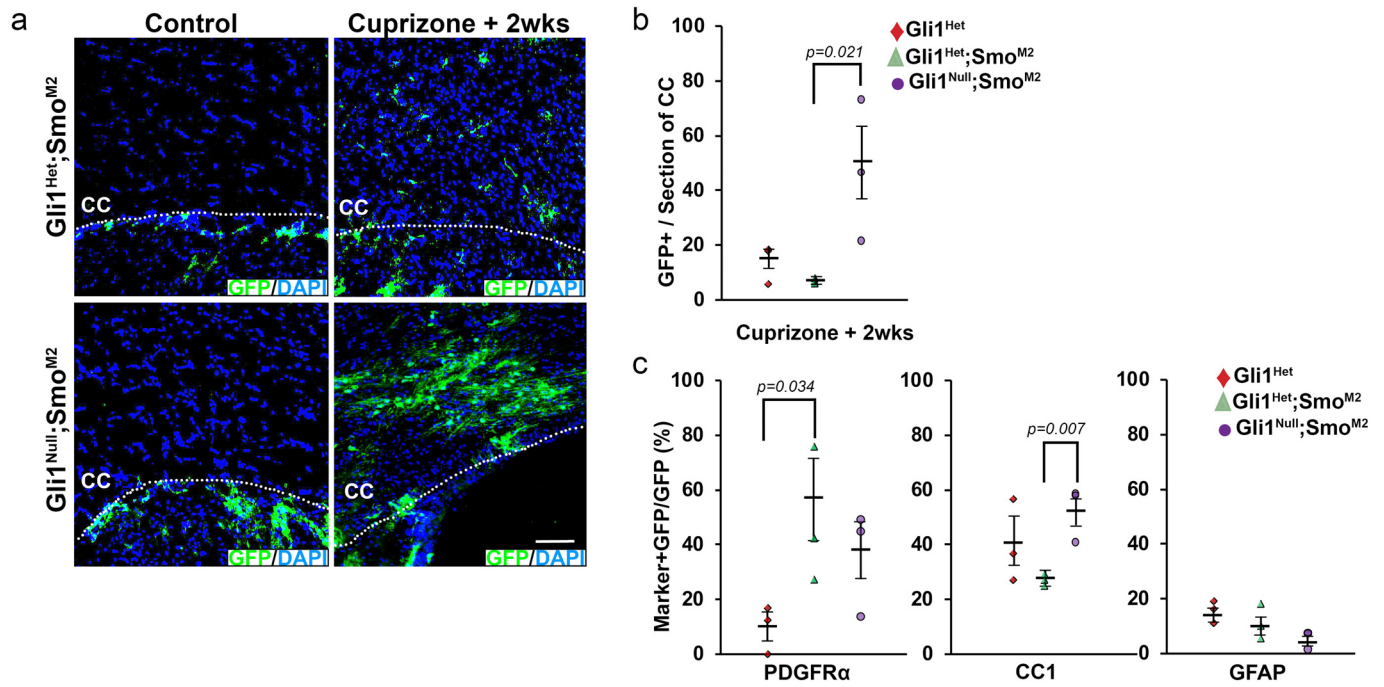 a
Control
Cuprizone + 2wks
Gli1Het;SmoM2
CC
GFP/DAPI
CC
GFP/DAPI
Gli1Null;SmoM2
CC
GFP/DAPI
CC
GFP/DAPI
b
GFP+ / Section of CC
100
80
60
40
20
0
p=0.021
Gli1Het
Gli1Het;SmoM2
Gli1Null;SmoM2
Cuprizone + 2wks
c
Marker+GFP/GFP (%)
100
80
60
40
20
0
p=0.034
PDGFRα
100
80
60
40
20
0
p=0.007
CC1
100
80
60
40
20
0
GFAP
Gli1Het
Gli1Het;SmoM2
Gli1Null;SmoM2